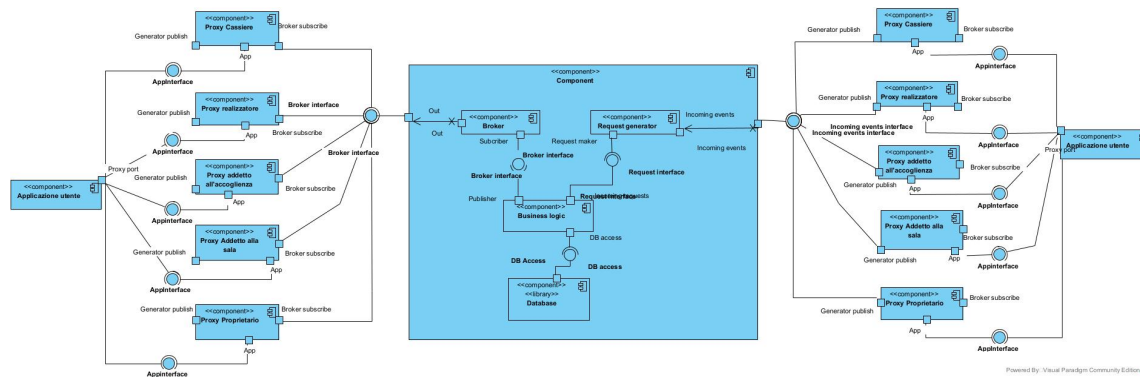 <<component>>
Proxy Cassiere
Generator publish
Broker subscribe
App
AppInterface
<<component>>
Proxy realizzatore
Generator publish
Broker interface
Broker subscribe
App
AppInterface
Broker interface
Proxy port
<<component>>
Proxy addetto
all'accoglienza
Generator publish
Broker subscribe
App
AppInterface
<<component>>
Applicazione utente
<<component>>
Proxy Addetto alla
sala
Generator publish
Broker subscribe
App
AppInterface
<<component>>
Proxy Proprietario
Generator publish
Broker subscribe
App
AppInterface
<<component>>
Component
Out
Out
<<component>>
Broker
<<component>>
Request generator
Incoming events
Incoming events
Subcriber
Request maker
Broker interface
Broker interface
Request interface
Request interface
Publisher
<<component>>
Business logic
DB access
DB Access
DB access
<<component>>
<<library>>
Database
<<component>>
Proxy Cassiere
Generator publish
Broker subscribe
App
AppInterface
<<component>>
Proxy realizzatore
Generator publish
Broker subscribe
App
AppInterface
Incoming events interface
Incoming events interface
Proxy port
<<component>>
Applicazione utente
<<component>>
Proxy addetto
all'accoglienza
Generator publish
Broker subscribe
App
AppInterface
<<component>>
Proxy Addetto alla
sala
Generator publish
Broker subscribe
App
AppInterface
<<component>>
Proxy Proprietario
Generator publish
Broker subscribe
App
AppInterface
Powered By: Visual Paradigm Community Edition